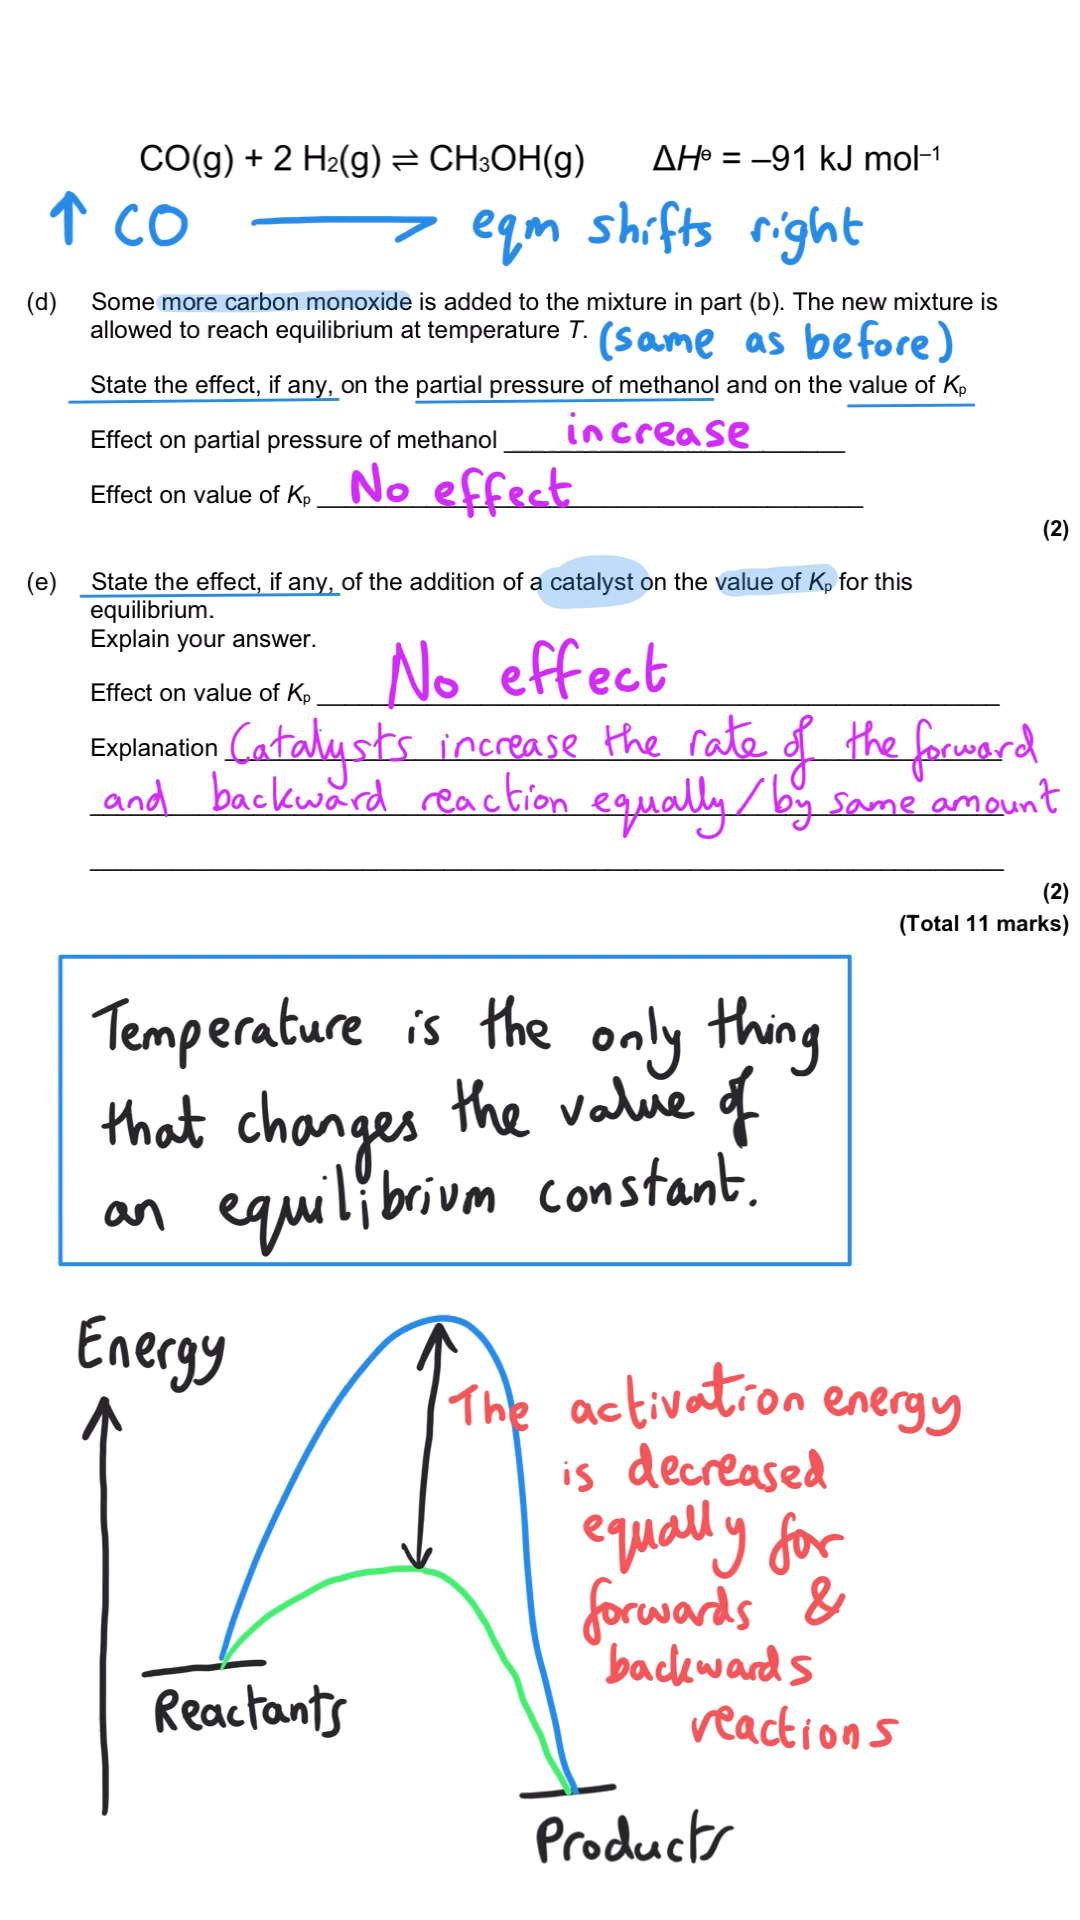 CO(g) + 2 H₂(g) ⇌ CH₃OH(g) ΔH⦵ = –91 kJ mol⁻¹
↑ CO ⟶ eqm shifts right
(d) Some more carbon monoxide is added to the mixture in part (b). The new mixture is
allowed to reach equilibrium at temperature T. (same as before)
State the effect, if any, on the partial pressure of methanol and on the value of Kₚ
Effect on partial pressure of methanol increase
Effect on value of Kₚ No effect
(2)
(e) State the effect, if any, of the addition of a catalyst on the value of Kₚ for this
equilibrium.
Explain your answer.
Effect on value of Kₚ No effect
Explanation Catalysts increase the rate of the forward
and backward reaction equally/by same amount
(2)
(Total 11 marks)
Temperature is the only thing
that changes the value of
an equilibrium constant.
Energy
The activation energy
is decreased
equally for
forwards &
backwards
reactions
Reactants
Products